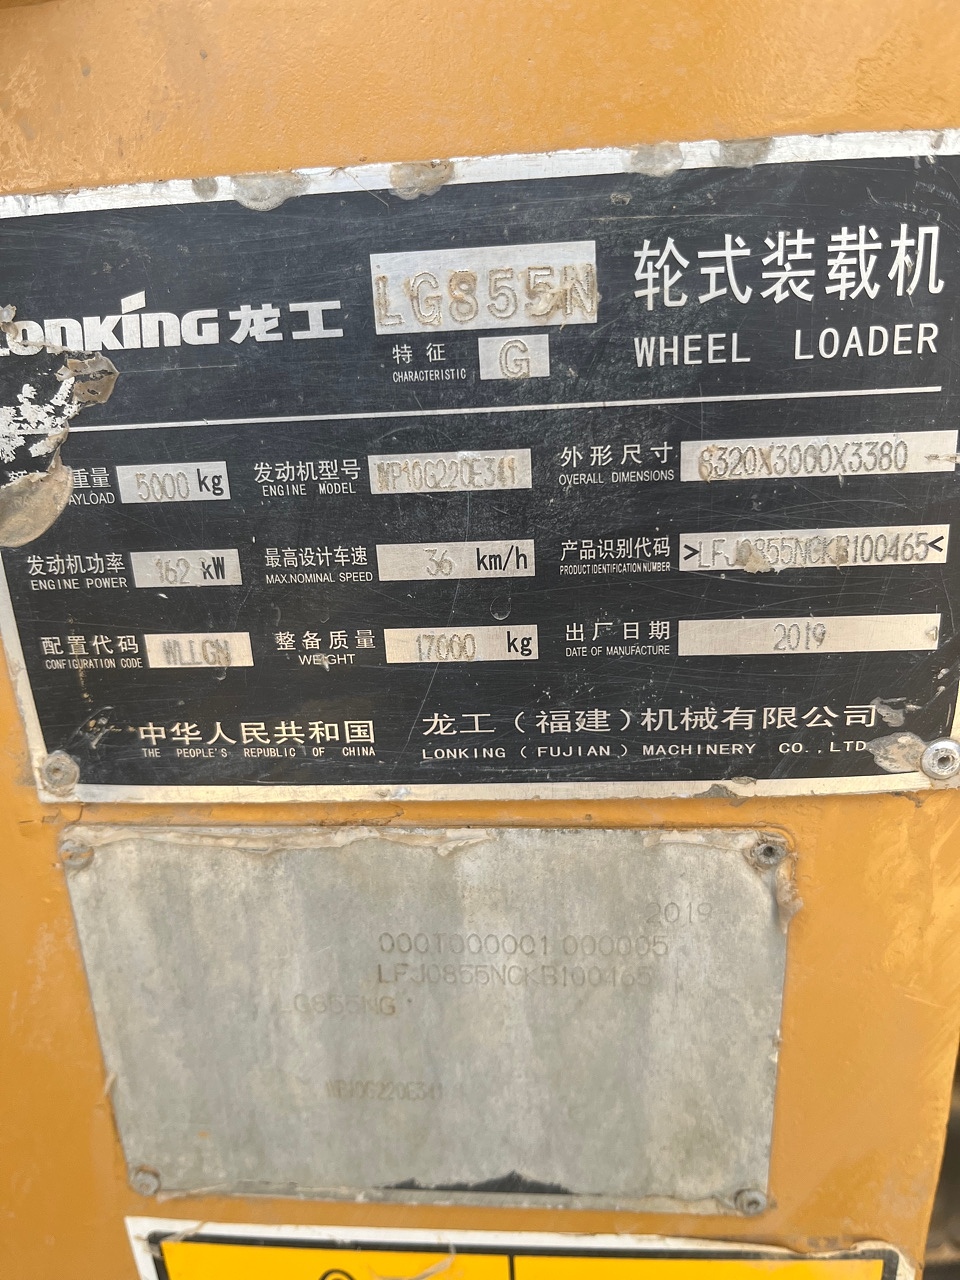 LONKING 龙工 LG855N 轮式装载机
特征 G
CHARACTERISTIC
WHEEL LOADER
重量 5000 kg 发动机型号 WP10G220E341 外形尺寸 8320X3060X3380
AYLOAD ENGINE MODEL OVERALL DIMENSIONS
发动机功率 162 kW 最高设计车速 36 km/h 产品识别代码 >LFJ0855NCKB100465<
ENGINE POWER MAX.NOMINAL SPEED PRODUCT IDENTIFICATION NUMBER
配置代码 WLLGN 整备质量 17000 kg 出厂日期 2019
CONFIGURATION CODE WEIGHT DATE OF MANUFACTURE
中华人民共和国 龙工（福建）机械有限公司
THE PEOPLE'S REPUBLIC OF CHINA LONKING (FUJIAN) MACHINERY CO.,LTD
2019
000T000001 000005
LFJ0855NCKB100465
LG855NG
WP10G220E341